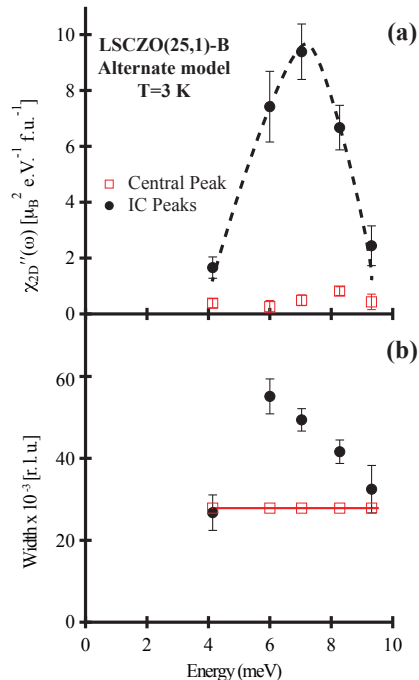 (a)
LSCZO(25,1)-B
Alternate model
T=3 K
Central Peak
IC Peaks
χ2D''(ω) [μB² e.V.⁻¹ f.u.⁻¹]
10
8
6
4
2
0
(b)
Width x 10⁻³ [r.l.u.]
60
40
20
0
0 2 4 6 8 10
Energy (meV)